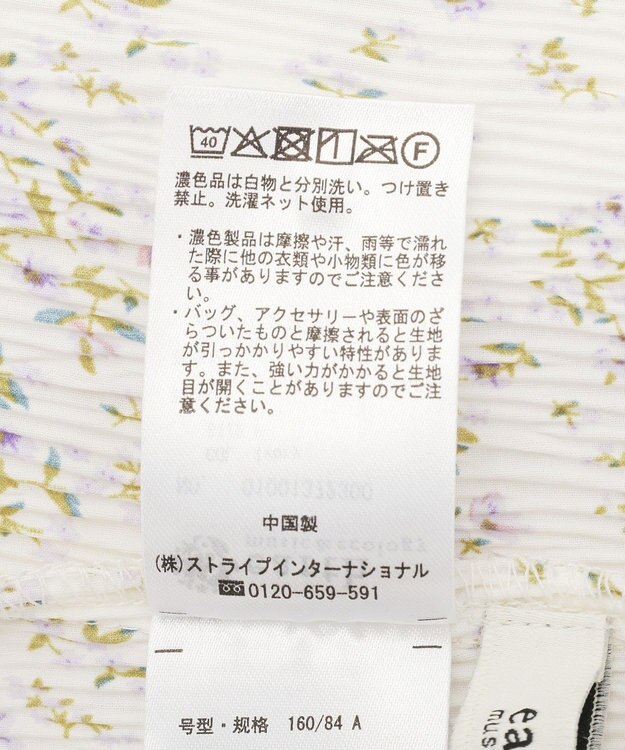 40 F
濃色品は白物と分別洗い。つけ置き
禁止。洗濯ネット使用。
・濃色製品は摩擦や汗、雨等で濡れ
た際に他の衣類や小物類に色が移
る事がありますのでご注意くださ
い。
・バッグ、アクセサリーや表面のざ
らついたものと摩擦されると生地
が引っかかりやすい特性がありま
す。また、強い力がかかると生地
目が開くことがありますのでご注
意ください。
No. 01001372300
中国製
music&ecology
(株)ストライプインターナショナル
0120-659-591
号型・规格 160/84 A
ea
mus